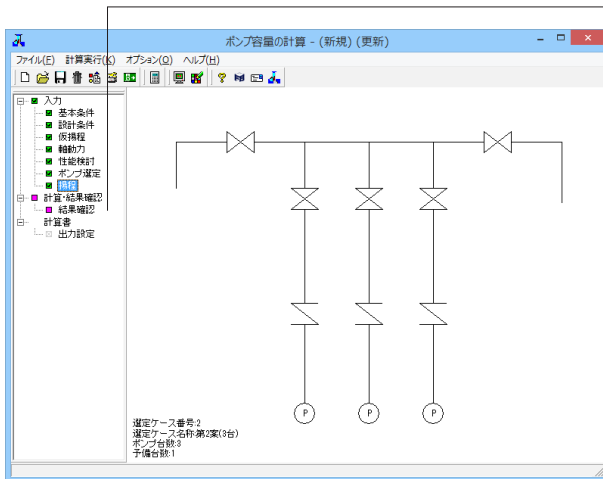 ポンプ容量の計算 - (新規) (更新)
ファイル(F) 計算実行(K) オプション(O) ヘルプ(H)
入力
基本条件
設計条件
仮揚程
軸動力
性能検討
ポンプ選定
揚程
計算・結果確認
結果確認
計算書
出力設定
P P P
選定ケース番号:2
選定ケース名称:第2案(3台)
ポンプ台数:3
予備台数:1